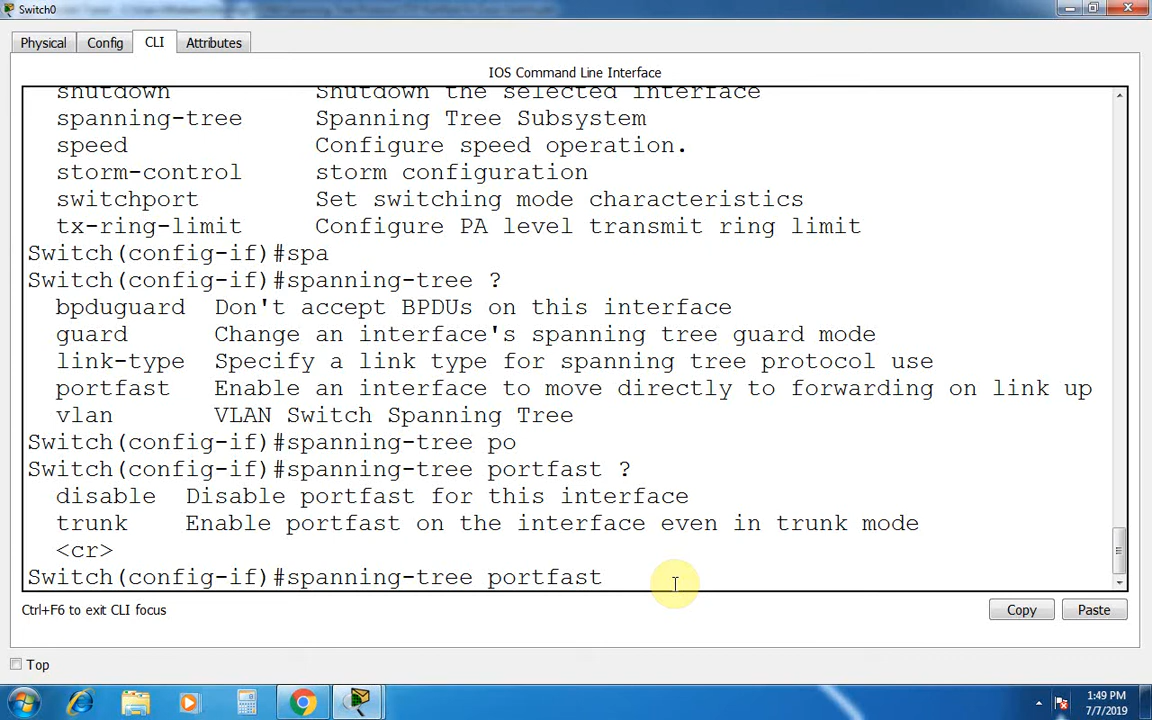 Switch0
Physical Config CLI Attributes
IOS Command Line Interface
shutdown Shutdown the selected interface
spanning-tree Spanning Tree Subsystem
speed Configure speed operation.
storm-control storm configuration
switchport Set switching mode characteristics
tx-ring-limit Configure PA level transmit ring limit
Switch(config-if)#spa
Switch(config-if)#spanning-tree ?
bpduguard Don't accept BPDUs on this interface
guard Change an interface's spanning tree guard mode
link-type Specify a link type for spanning tree protocol use
portfast Enable an interface to move directly to forwarding on link up
vlan VLAN Switch Spanning Tree
Switch(config-if)#spanning-tree po
Switch(config-if)#spanning-tree portfast ?
disable Disable portfast for this interface
trunk Enable portfast on the interface even in trunk mode
<cr>
Switch(config-if)#spanning-tree portfast
Ctrl+F6 to exit CLI focus
Copy Paste
Top
1:49 PM
7/7/2019